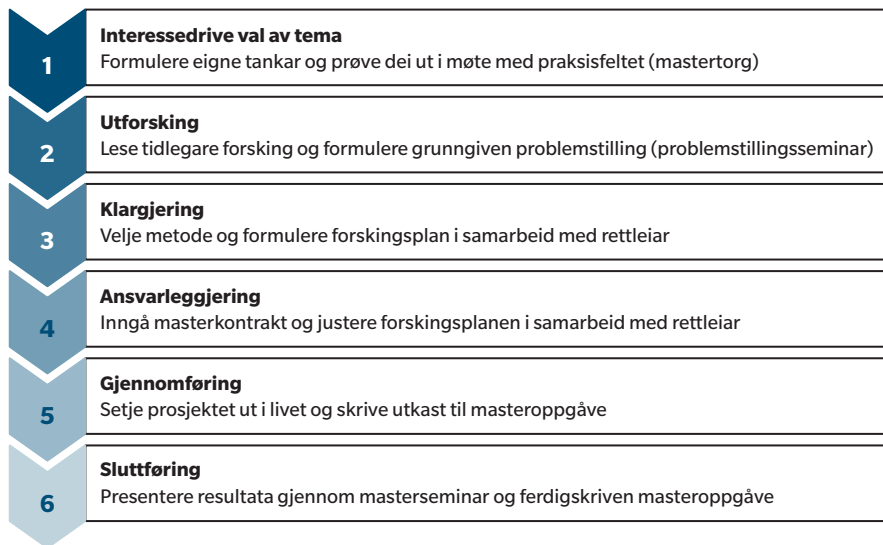 1
Interessedrive val av tema
Formulere eigne tankar og prøve dei ut i møte med praksisfeltet (mastertorg)
2
Utforsking
Lese tidlegare forsking og formulere grunngiven problemstilling (problemstillingsseminar)
3
Klargjering
Velje metode og formulere forskingsplan i samarbeid med rettleiar
4
Ansvarleggjering
Inngå masterkontrakt og justere forskingsplanen i samarbeid med rettleiar
5
Gjennomføring
Setje prosjektet ut i livet og skrive utkast til masteroppgåve
6
Sluttføring
Presentere resultata gjennom masterseminar og ferdigskriven masteroppgåve